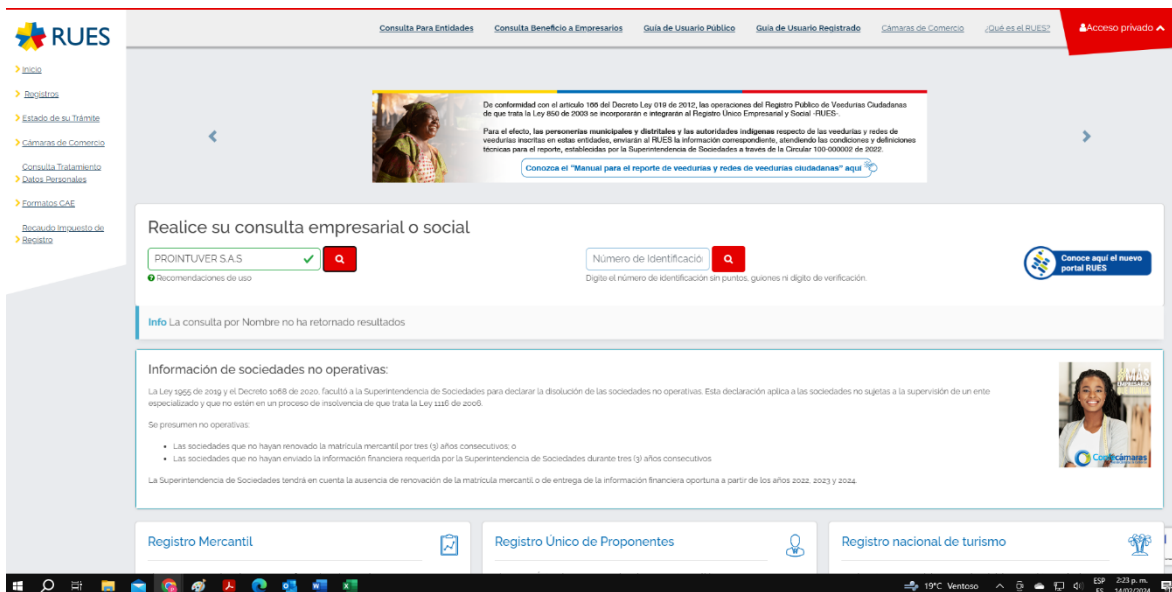 RUES
Consulta Para Entidades
Consulta Beneficio a Empresarios
Guía de Usuario Público
Guía de Usuario Registrado
Cámaras de Comercio
¿Qué es el RUES?
Acceso privado
Inicio
Registros
Estado de su Trámite
Cámaras de Comercio
Consulta Tratamiento
Datos Personales
Formatos CAE
Recaudo Impuesto de
Registro
De conformidad con el artículo 166 del Decreto Ley 019 de 2012, las operaciones del Registro Público de Veedurías Ciudadanas
de que trata la Ley 850 de 2003 se incorporarán e integrarán al Registro Único Empresarial y Social -RUES-.
Para el efecto, las personerías municipales y distritales y las autoridades indígenas respecto de las veedurías y redes de
veedurías inscritas en estas entidades, enviarán al RUES la información correspondiente, atendiendo las condiciones y definiciones
técnicas para el reporte, establecidas por la Superintendencia de Sociedades a través de la Circular 100-000002 de 2022.
Conozca el "Manual para el reporte de veedurías y redes de veedurías ciudadanas" aquí
Realice su consulta empresarial o social
PROINTUVER S.A.S
Número de Identificació
Recomendaciones de uso
Digite el número de identificación sin puntos, guiones ni dígito de verificación.
Conoce aquí el nuevo
portal RUES
Info La consulta por Nombre no ha retornado resultados
Información de sociedades no operativas:
La Ley 1955 de 2019 y el Decreto 1068 de 2020, facultó a la Superintendencia de Sociedades para declarar la disolución de las sociedades no operativas. Esta declaración aplica a las sociedades no sujetas a la supervisión de un ente
especializado y que no estén en un proceso de insolvencia de que trata la Ley 1116 de 2006.
Se presumen no operativas:
Las sociedades que no hayan renovado la matrícula mercantil por tres (3) años consecutivos; o
Las sociedades que no hayan enviado la información financiera requerida por la Superintendencia de Sociedades durante tres (3) años consecutivos
La Superintendencia de Sociedades tendrá en cuenta la ausencia de renovación de la matrícula mercantil o de entrega de la información financiera oportuna a partir de los años 2022, 2023 y 2024.
Confecámaras
Registro Mercantil
Registro Único de Proponentes
Registro nacional de turismo
19°C Ventoso
ESP
2:23 p. m.
ES
14/02/2024